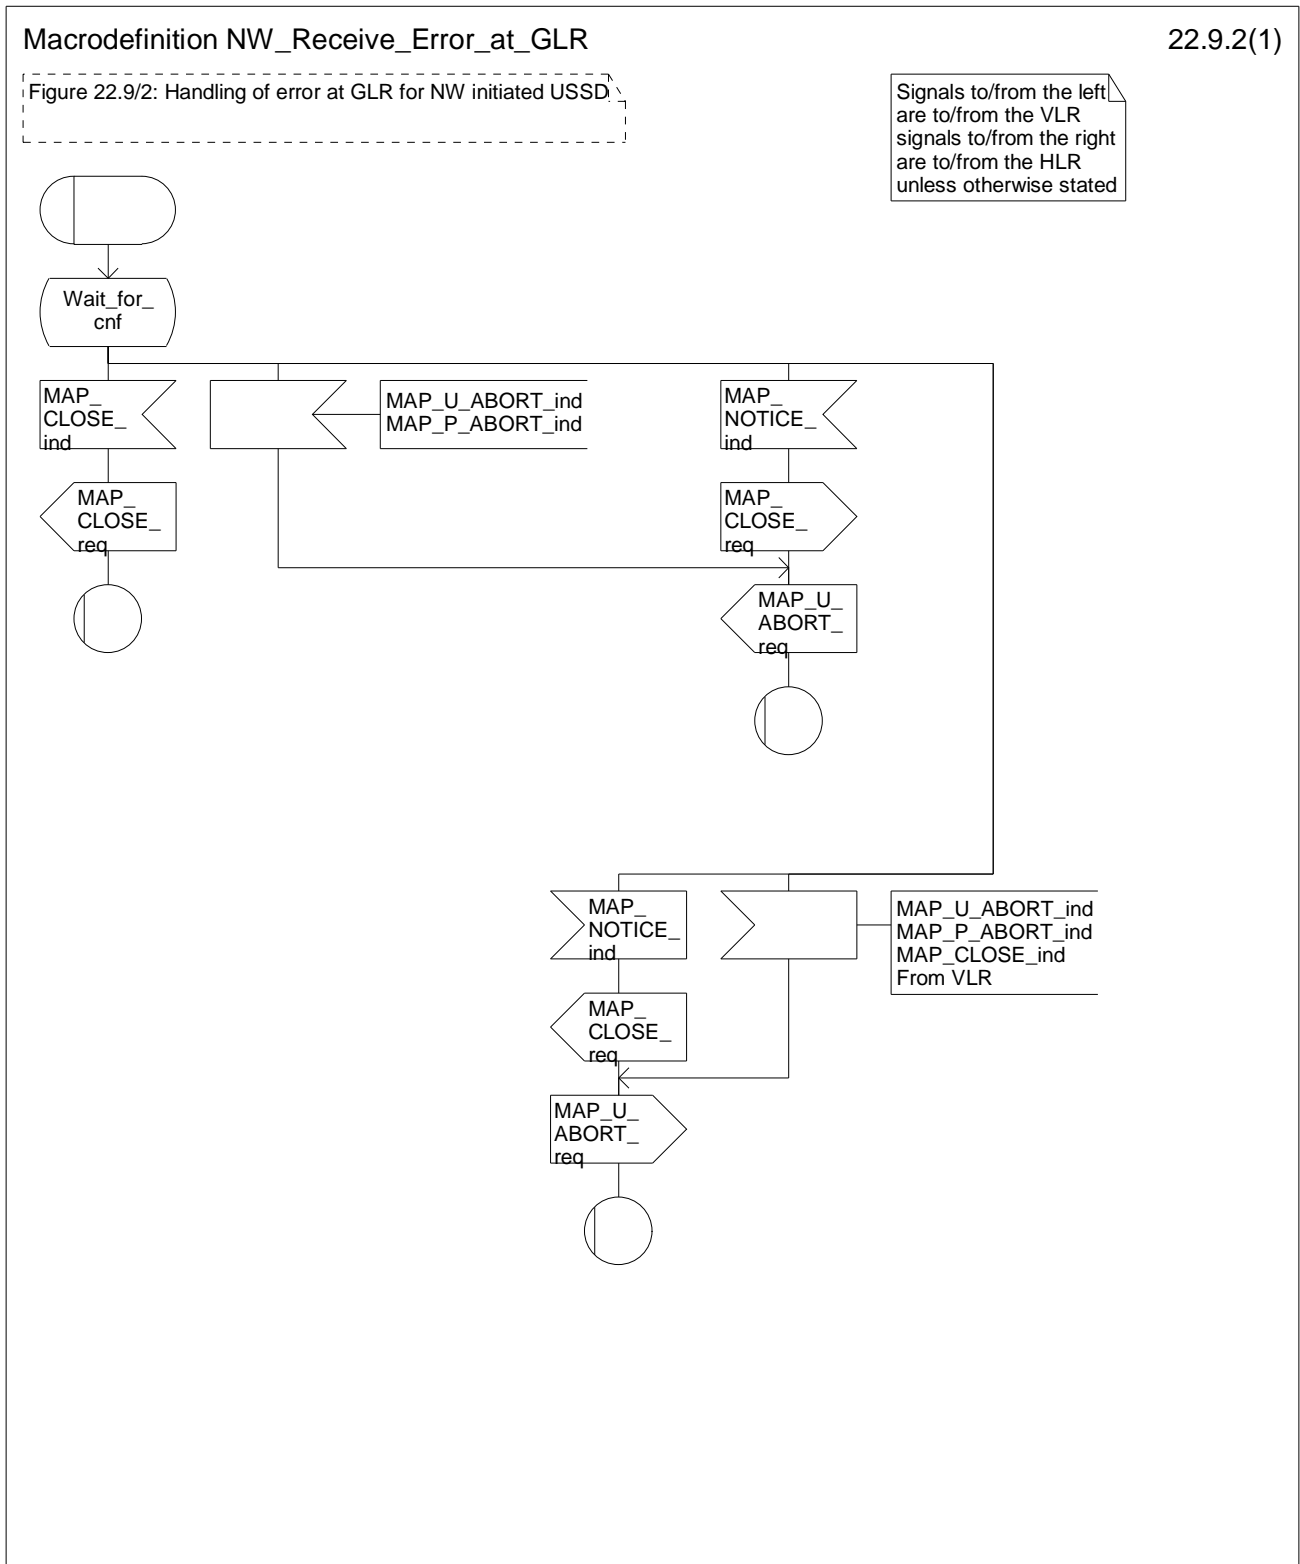 Macrodefinition NW_Receive_Error_at_GLR
22.9.2(1)
Figure 22.9/2: Handling of error at GLR for NW initiated USSD
Signals to/from the left
are to/from the VLR
signals to/from the right
are to/from the HLR
unless otherwise stated
Wait_for_
cnf
MAP_
CLOSE_
ind
MAP_U_ABORT_ind
MAP_P_ABORT_ind
MAP_
NOTICE_
ind
MAP_
CLOSE_
req
MAP_
CLOSE_
req
MAP_U_
ABORT_
req
MAP_
NOTICE_
ind
MAP_U_ABORT_ind
MAP_P_ABORT_ind
MAP_CLOSE_ind
From VLR
MAP_
CLOSE_
req
MAP_U_
ABORT_
req